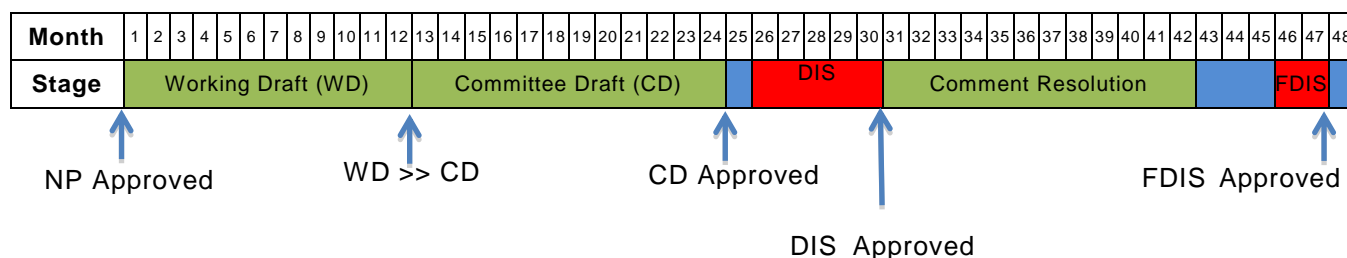 Month 1 2 3 4 5 6 7 8 9 10 11 12 13 14 15 16 17 18 19 20 21 22 23 24 25 26 27 28 29 30 31 32 33 34 35 36 37 38 39 40 41 42 43 44 45 46 47 48
Stage Working Draft (WD) Committee Draft (CD) DIS Comment Resolution FDIS
NP Approved WD >> CD CD Approved FDIS Approved
DIS Approved